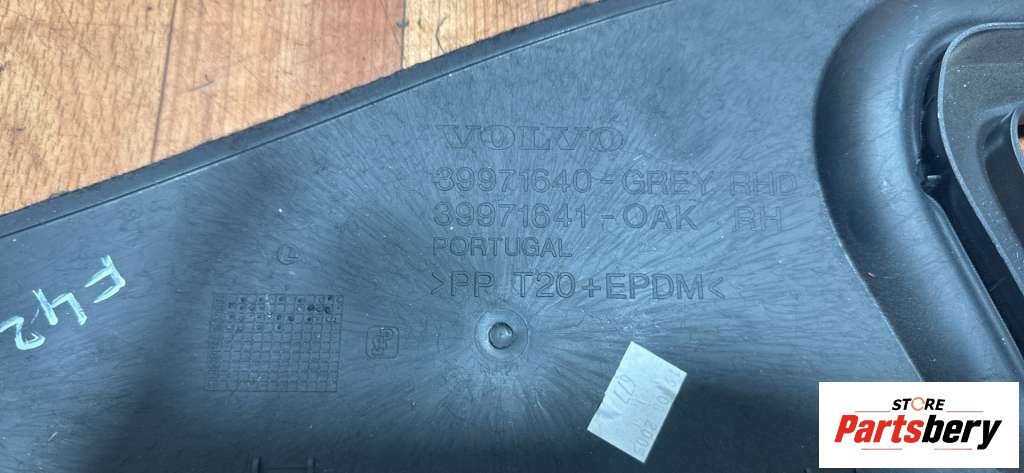 VOLVO
39971640-GREY RHD
39971641-OAK RH
PORTUGAL
>PP T20+EPDM<
F42
STORE
Partsbery